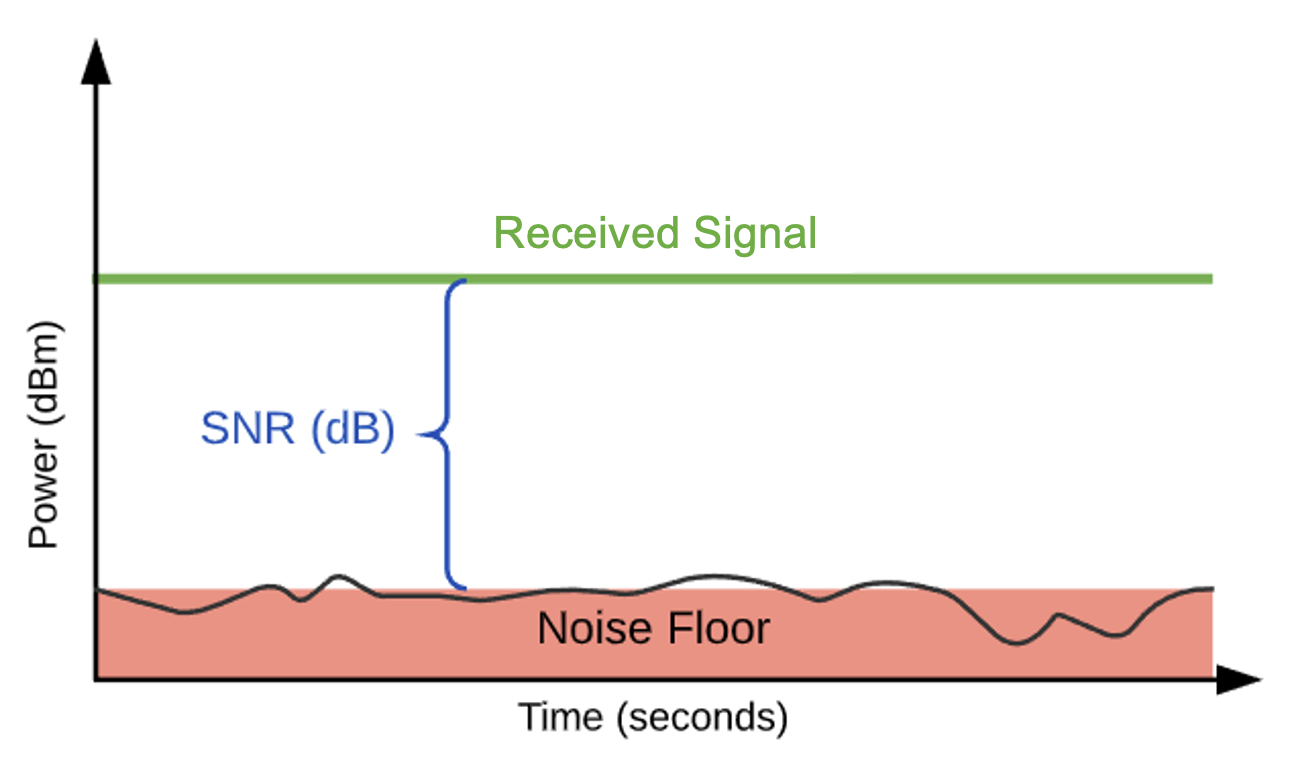 Received Signal
SNR (dB)
Power (dBm)
Noise Floor
Time (seconds)